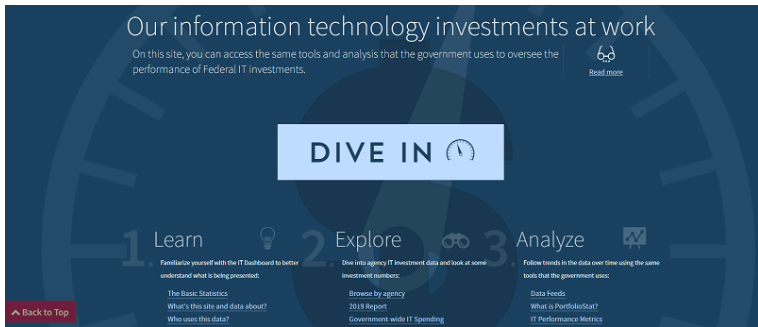 Our information technology investments at work
On this site, you can access the same tools and analysis that the government uses to oversee the
performance of Federal IT investments.
Read more
DIVE IN
1. Learn
Familiarize yourself with the IT Dashboard to better
understand what is being presented:
The Basic Statistics
What's this site and data about?
Who uses this data?
2. Explore
Dive into agency IT investment data and look at some
investment numbers:
Browse by agency
2019 Report
Government-wide IT Spending
3. Analyze
Follow trends in the data over time using the same
tools that the government uses:
Data Feeds
What is PortfolioStat?
IT Performance Metrics
Back to Top